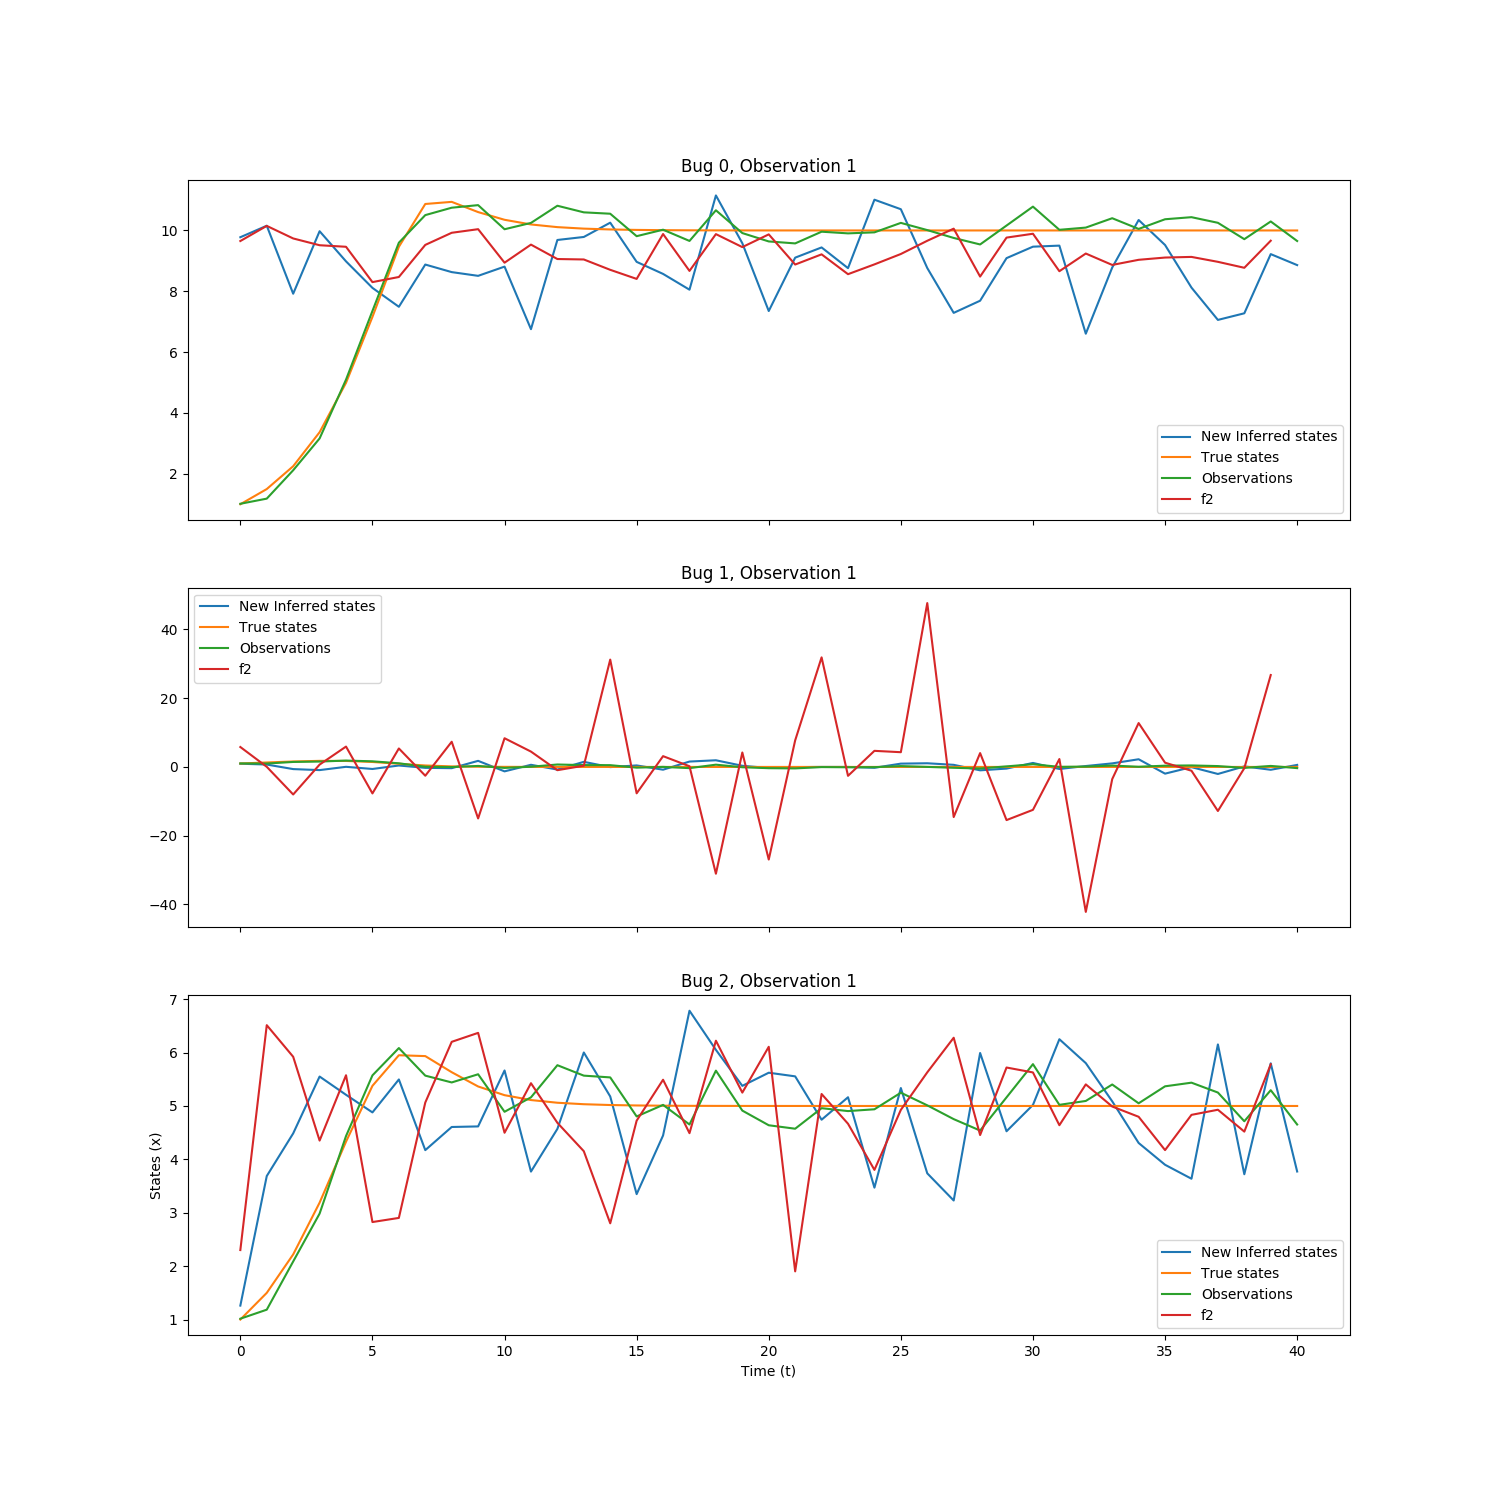 Bug 0, Observation 1
10
8
6
4
2
New Inferred states
True states
Observations
f2
Bug 1, Observation 1
New Inferred states
True states
Observations
f2
40
20
0
−20
−40
Bug 2, Observation 1
7
6
5
4
3
2
1
States (x)
New Inferred states
True states
Observations
f2
0 5 10 15 20 25 30 35 40
Time (t)